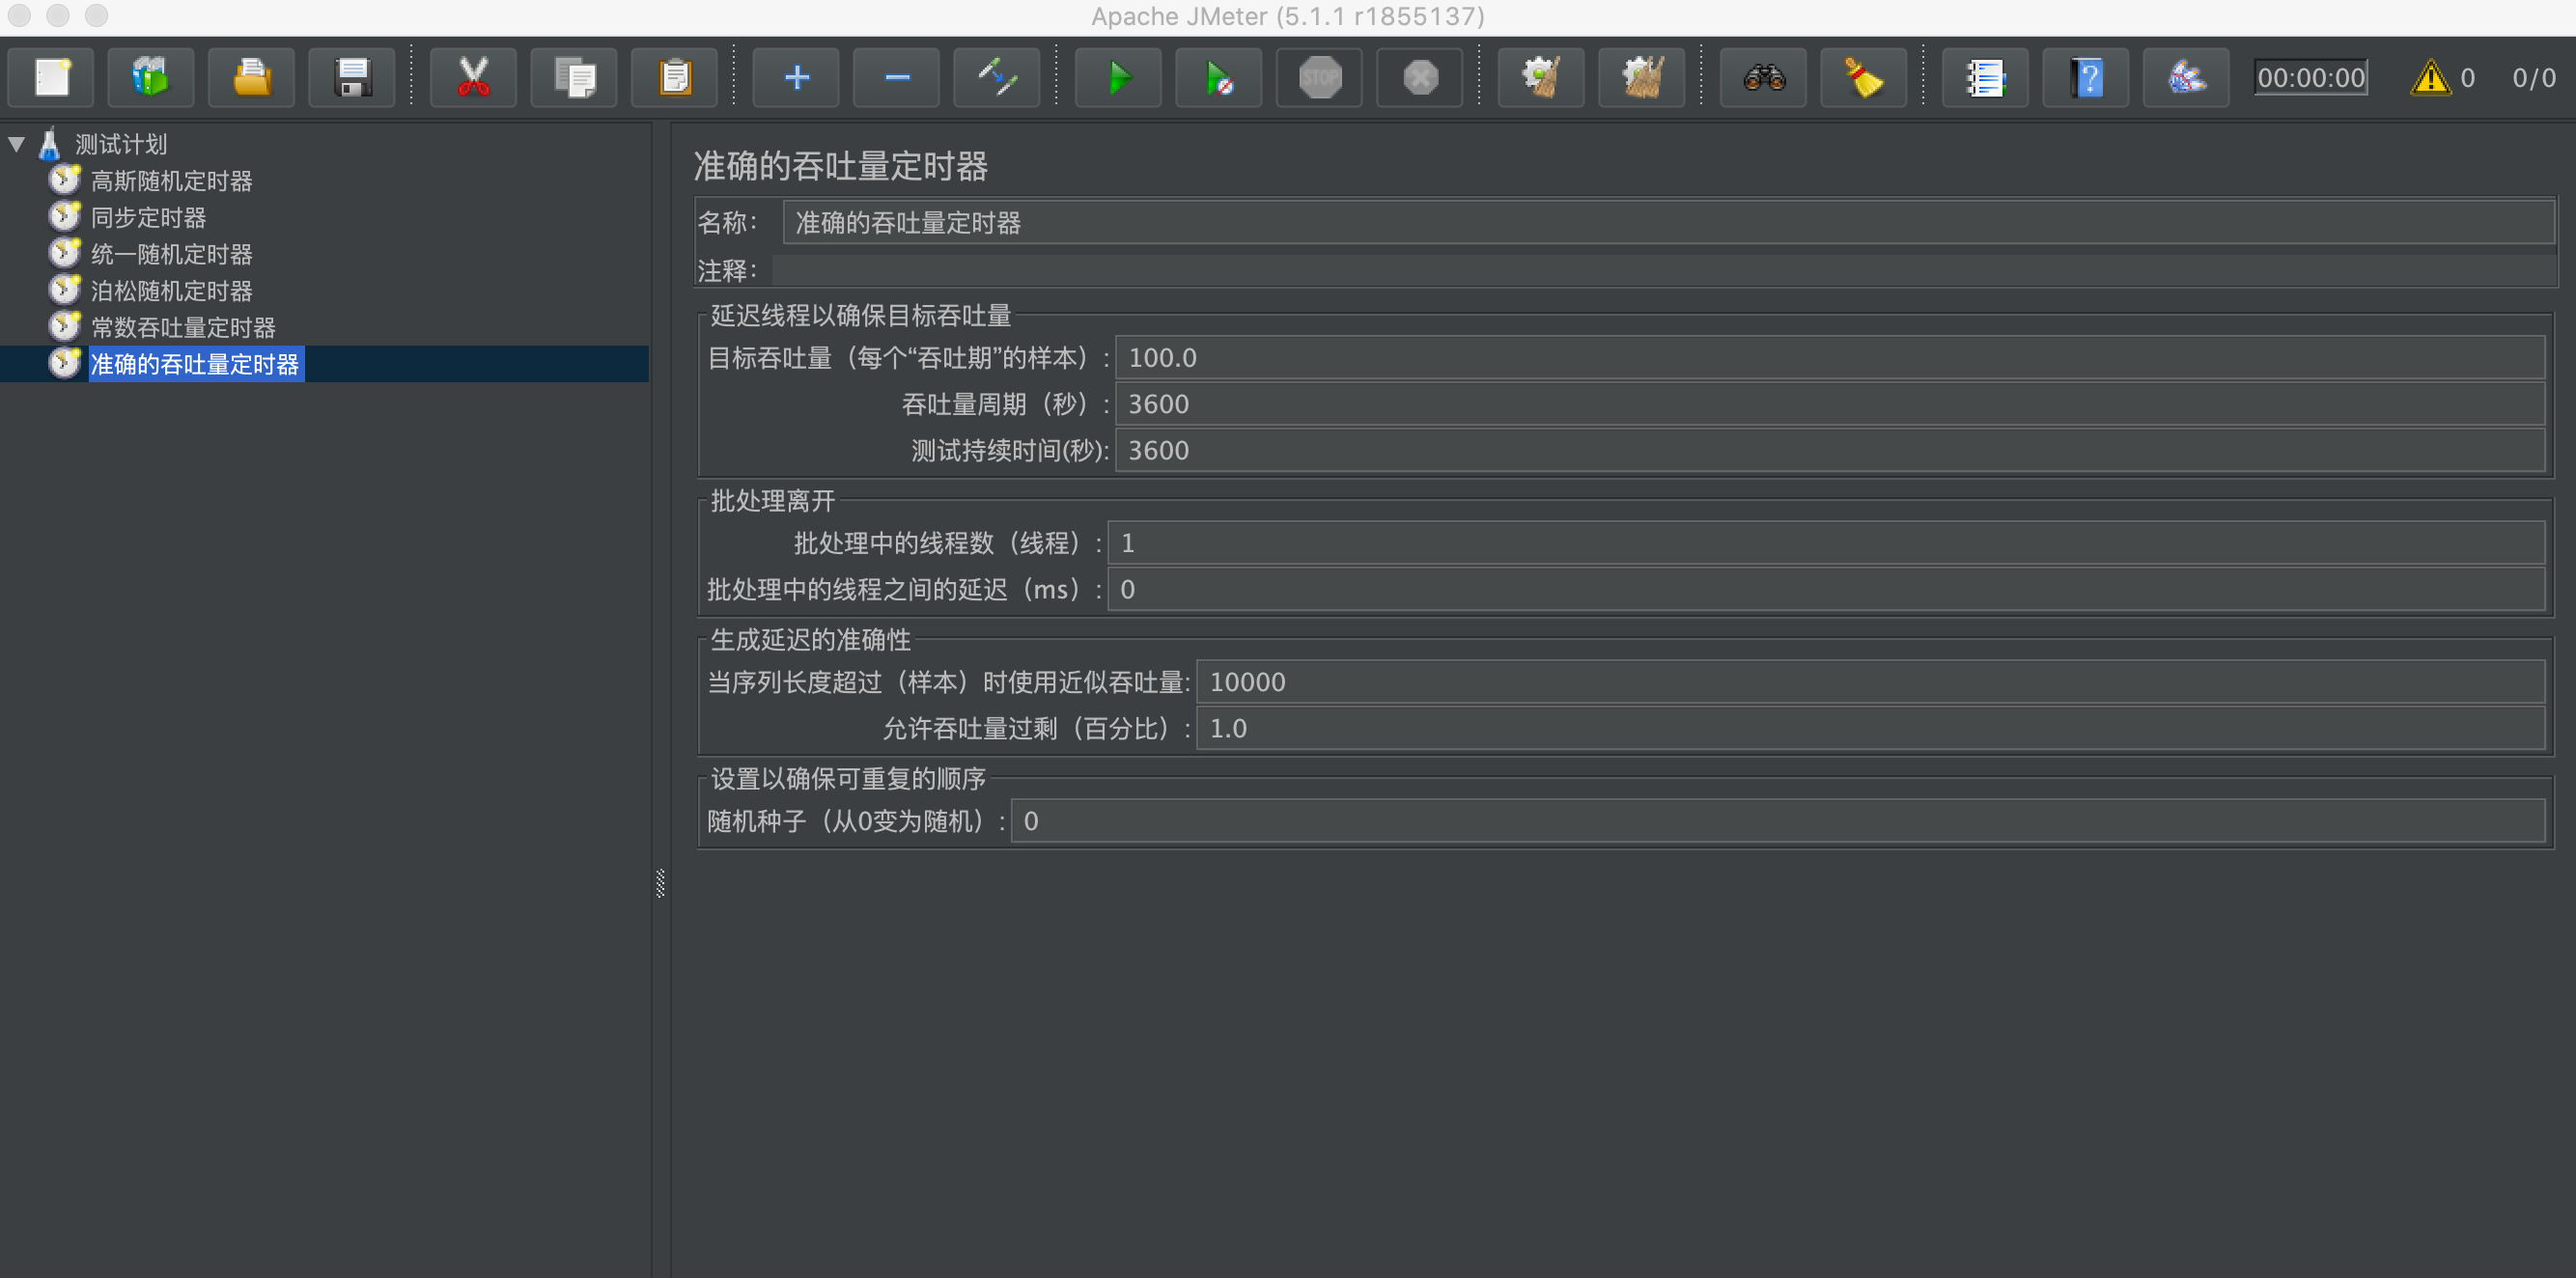 Apache JMeter (5.1.1 r1855137)
STOP
00:00:00
0
0/0
测试计划
高斯随机定时器
同步定时器
统一随机定时器
泊松随机定时器
常数吞吐量定时器
准确的吞吐量定时器
准确的吞吐量定时器
名称： 准确的吞吐量定时器
注释：
延迟线程以确保目标吞吐量
目标吞吐量（每个“吞吐期”的样本）: 100.0
吞吐量周期（秒）: 3600
测试持续时间(秒): 3600
批处理离开
批处理中的线程数（线程）: 1
批处理中的线程之间的延迟（ms）: 0
生成延迟的准确性
当序列长度超过（样本）时使用近似吞吐量: 10000
允许吞吐量过剩（百分比）: 1.0
设置以确保可重复的顺序
随机种子（从0变为随机）: 0